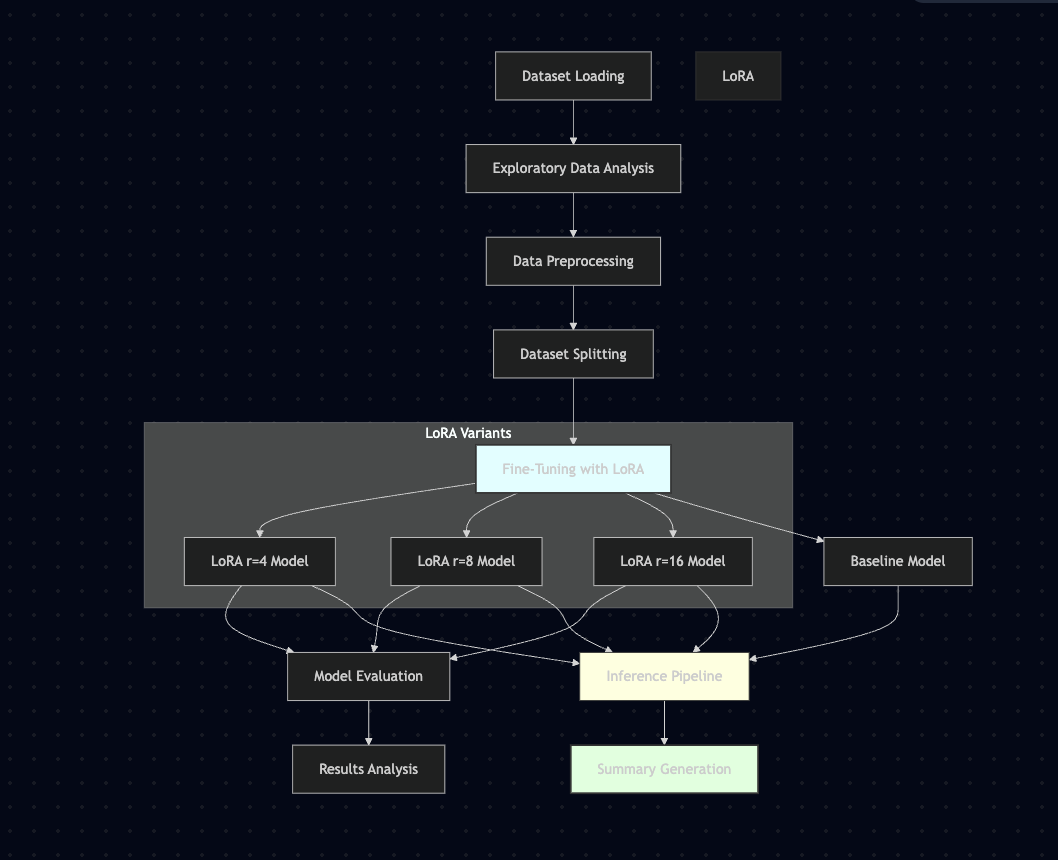 Dataset Loading
LoRA
Exploratory Data Analysis
Data Preprocessing
Dataset Splitting
LoRA Variants
Fine-Tuning with LoRA
LoRA r=4 Model
LoRA r=8 Model
LoRA r=16 Model
Baseline Model
Model Evaluation
Inference Pipeline
Results Analysis
Summary Generation